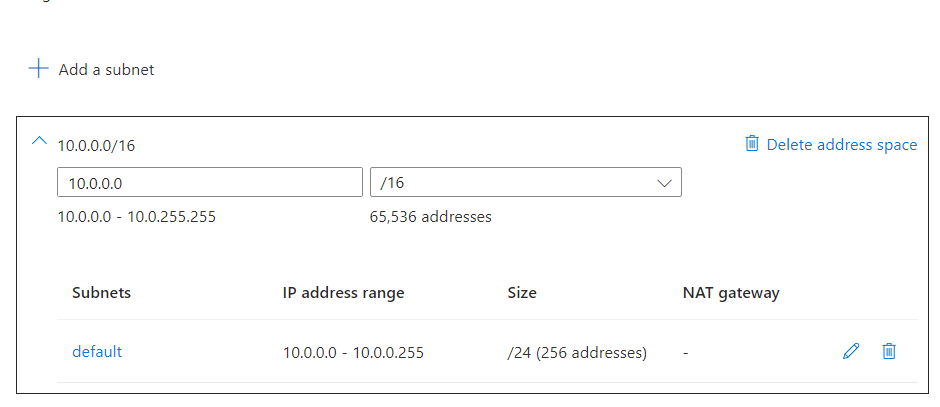 Add a subnet
10.0.0.0/16
Delete address space
10.0.0.0
/16
10.0.0.0 - 10.0.255.255
65,536 addresses
Subnets IP address range Size NAT gateway
default 10.0.0.0 - 10.0.0.255 /24 (256 addresses) -